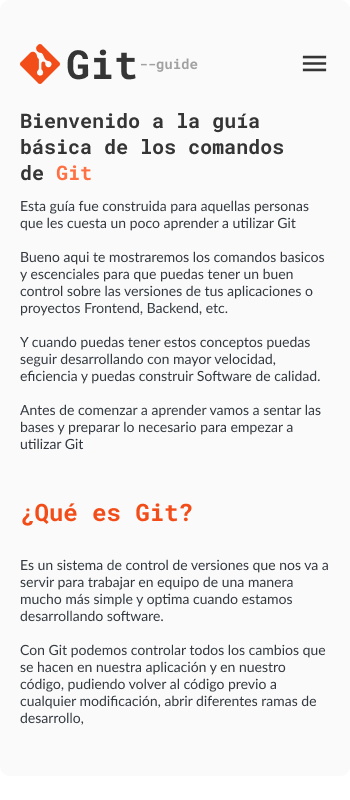 Git --guide
Bienvenido a la guía
básica de los comandos
de Git
Esta guía fue construida para aquellas personas
que les cuesta un poco aprender a utilizar Git
Bueno aqui te mostraremos los comandos basicos
y escenciales para que puedas tener un buen
control sobre las versiones de tus aplicaciones o
proyectos Frontend, Backend, etc.
Y cuando puedas tener estos conceptos puedas
seguir desarrollando con mayor velocidad,
eficiencia y puedas construir Software de calidad.
Antes de comenzar a aprender vamos a sentar las
bases y preparar lo necesario para empezar a
utilizar Git
¿Qué es Git?
Es un sistema de control de versiones que nos va a
servir para trabajar en equipo de una manera
mucho más simple y optima cuando estamos
desarrollando software.
Con Git podemos controlar todos los cambios que
se hacen en nuestra aplicación y en nuestro
código, pudiendo volver al código previo a
cualquier modificación, abrir diferentes ramas de
desarrollo,